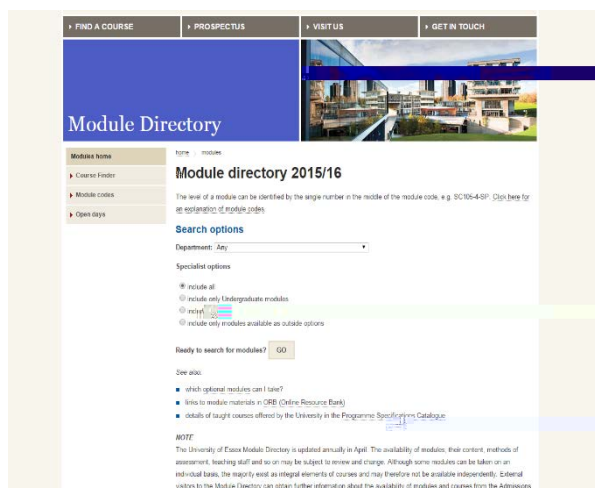 FIND A COURSE
PROSPECTUS
VISIT US
GET IN TOUCH
Module Directory
Modules home
Course Finder
Module codes
Open days
home modules
Module directory 2015/16
The level of a module can be identified by the single number in the middle of the module code, e.g. SC105-4-SP. Click here for
an explanation of module codes.
Search options
Department: Any
Specialist options
include all
include only Undergraduate modules
include only modules available as outside options
Ready to search for modules? GO
See also:
which optional modules can I take?
links to module materials in ORB (Online Resource Bank)
details of taught courses offered by the University in the Programme Specifications Catalogue
NOTE
The University of Essex Module Directory is updated annually in April. The availability of modules, their content, methods of
assessment, teaching staff and so on may be subject to review and change. Although some modules can be taken on an
individual basis, the majority exist as integral elements of courses and may therefore not be available independently. External
visitors to the Module Directory can obtain further information about the availability of modules and courses from the Admissions